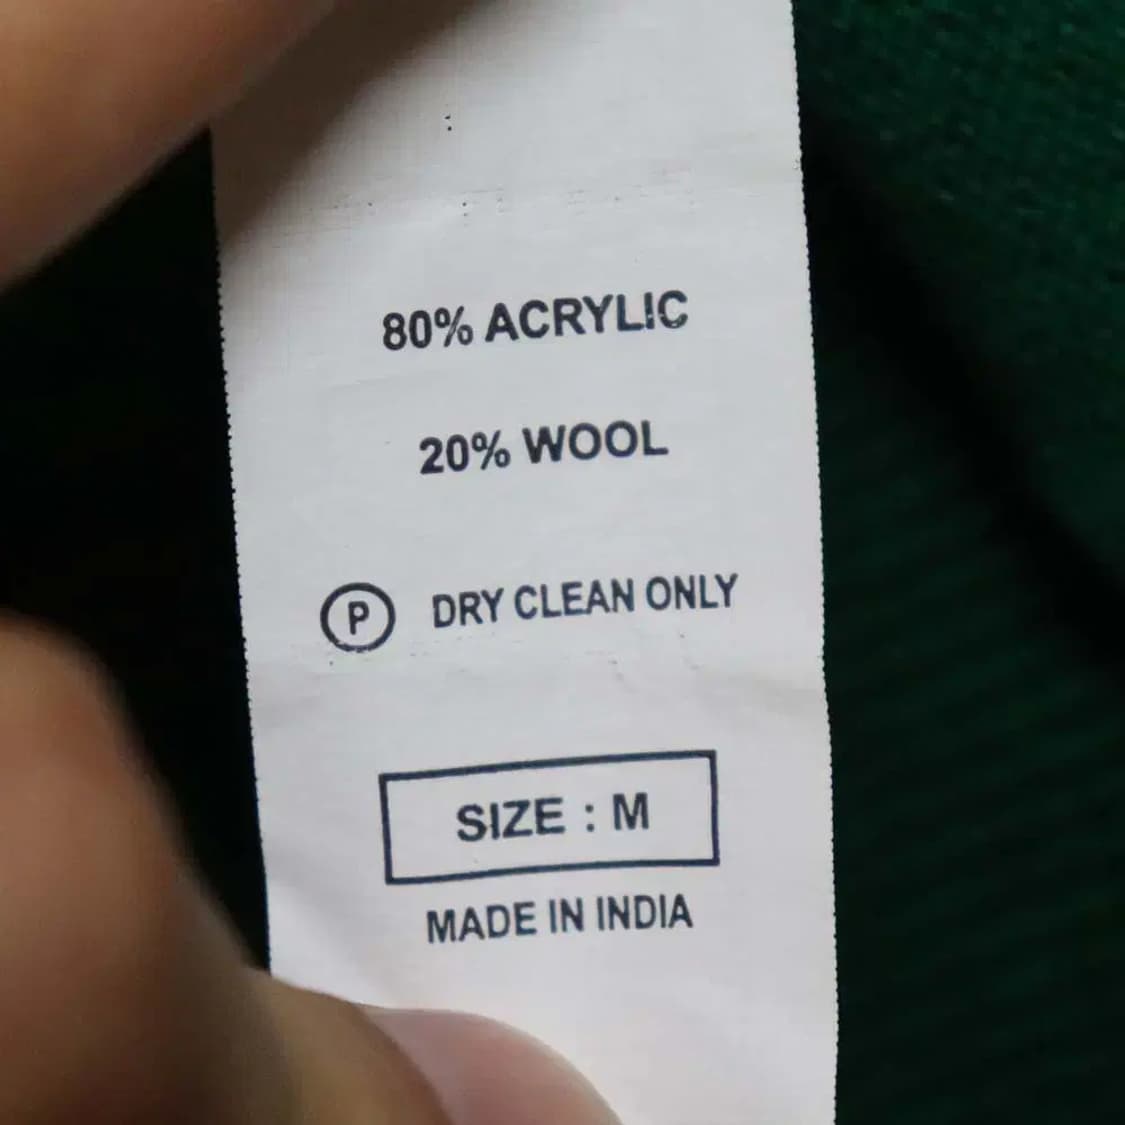 80% ACRYLIC
20% WOOL
P DRY CLEAN ONLY
SIZE : M
MADE IN INDIA